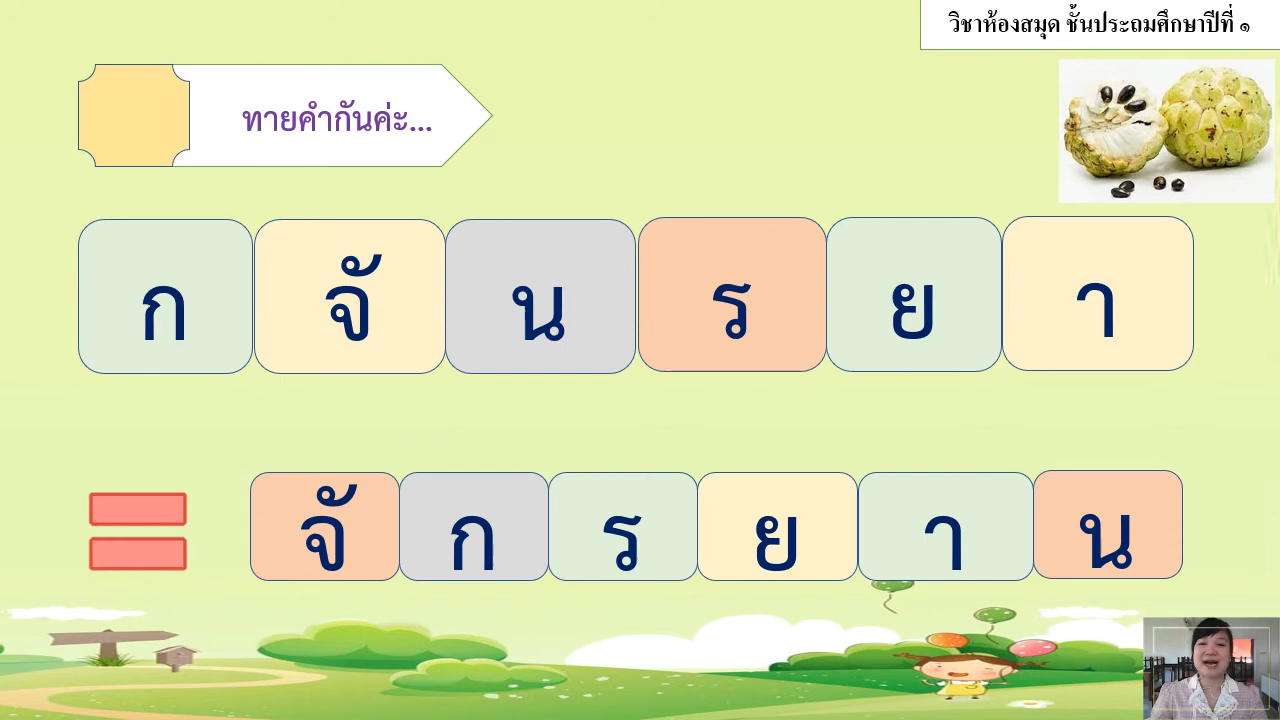 วิชาห้องสมุด ชั้นประถมศึกษาปีที่ ๑
ทายคำกันค่ะ...
ก จั น ร ย า
จั ก ร ย า น